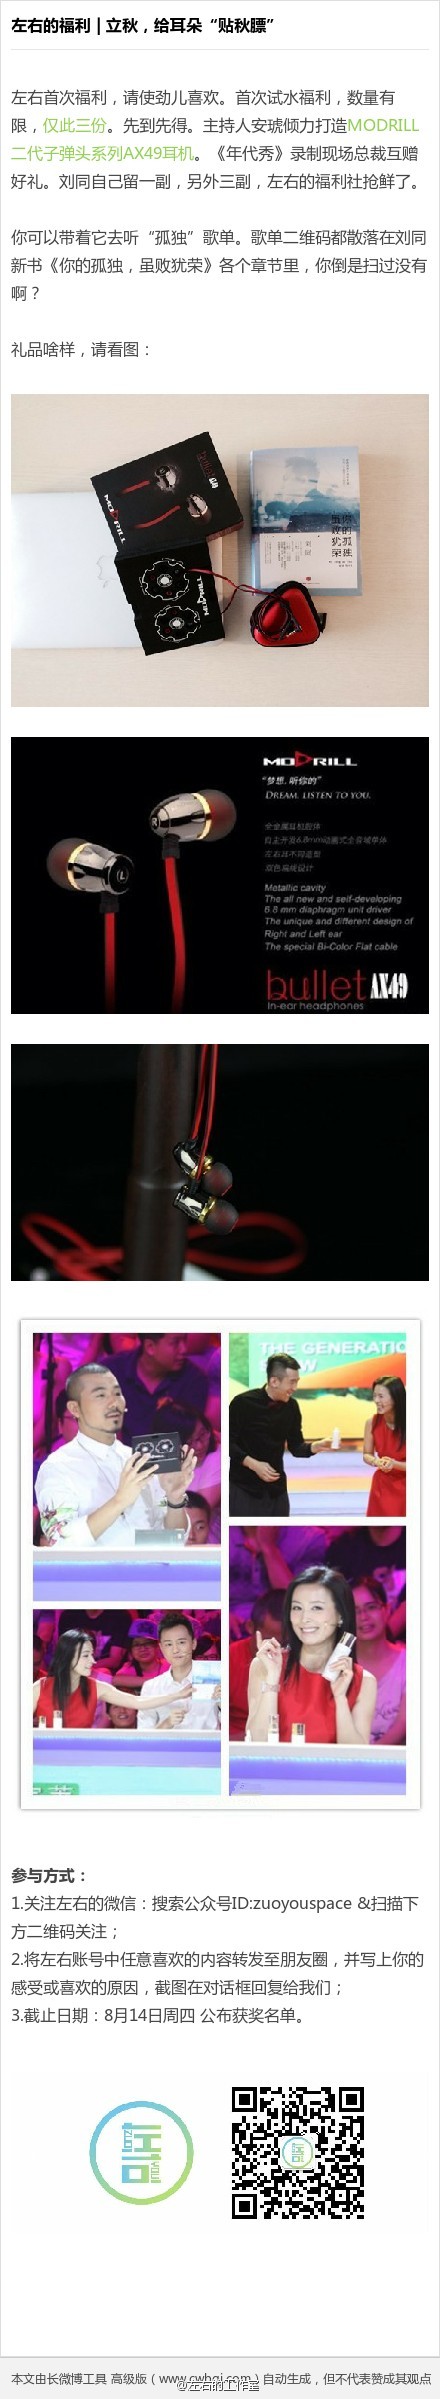 左右的福利 | 立秋，给耳朵“贴秋膘”
左右首次福利，请使劲儿喜欢。首次试水福利，数量有
限，仅此三份。先到先得。主持人安琥倾力打造MODRILL
二代子弹头系列AX49耳机。《年代秀》录制现场总裁互赠
好礼。刘同自己留一副，另外三副，左右的福利社抢鲜了。
你可以带着它去听“孤独”歌单。歌单二维码都散落在刘同
新书《你的孤独，虽败犹荣》各个章节里，你倒是扫过没有
啊？
礼品啥样，请看图：
MODRILL
MODRILL
你的孤独
虽败犹荣
MODRILL
“梦想.听你的”
DREAM. LISTEN TO YOU.
全金属耳机腔体
自主开发6.8mm动圈式全音域单体
左右耳不同造型
双色扁线设计
Metallic cavity
The all new and self-developing
6.8 mm diaphragm unit driver
The unique and different design of
Right and Left ear
The special Bi-Color Flat cable
bullet AX49
in-ear headphones
THE GENERATIO
参与方式：
1.关注左右的微信：搜索公众号ID:zuoyouspace &扫描下
方二维码关注；
2.将左右账号中任意喜欢的内容转发至朋友圈，并写上你的
感受或喜欢的原因，截图在对话框回复给我们；
3.截止日期：8月14日周四 公布获奖名单。
本文由长微博工具 高级版（www.cwbgj.com）自动生成，但不代表赞成其观点
@左右的工作室